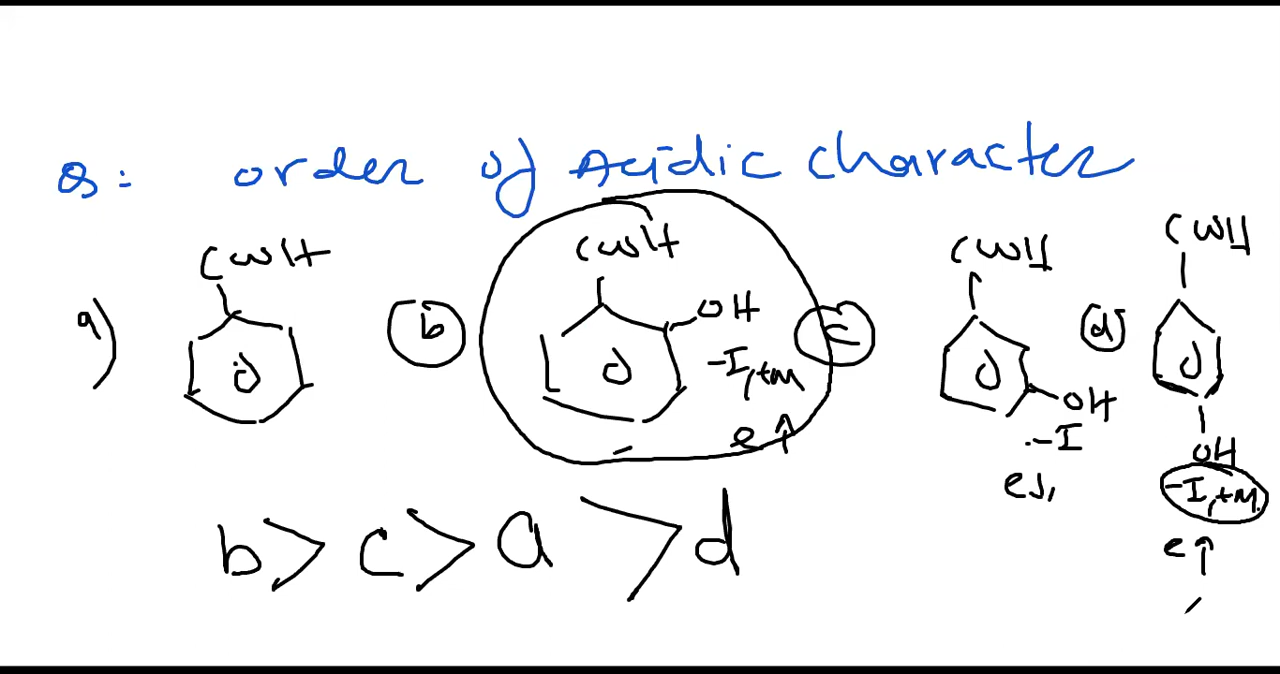 Q: order of Acidic character
a) COOH
b COOH OH -I, +M e↑
c COOH OH -I e↓,
d COOH OH -I, +M. e↑
b > c > a > d